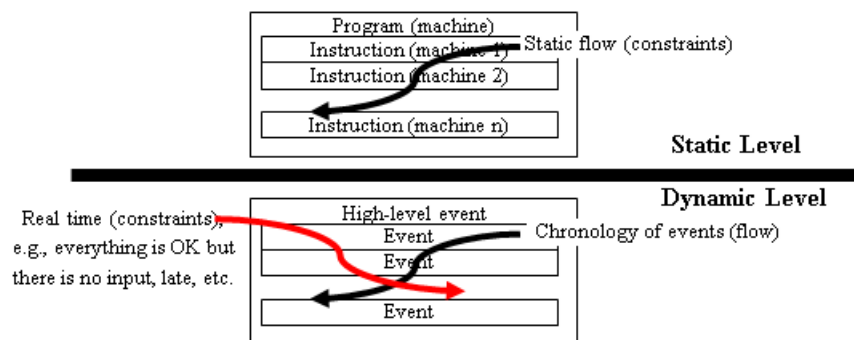 Program (machine)
Instruction (machine 1)
Static flow (constraints)
Instruction (machine 2)
Instruction (machine n)
Static Level
Dynamic Level
Real time (constraints),
e.g., everything is OK but
there is no input, late, etc.
High-level event
Event
Chronology of events (flow)
Event
Event